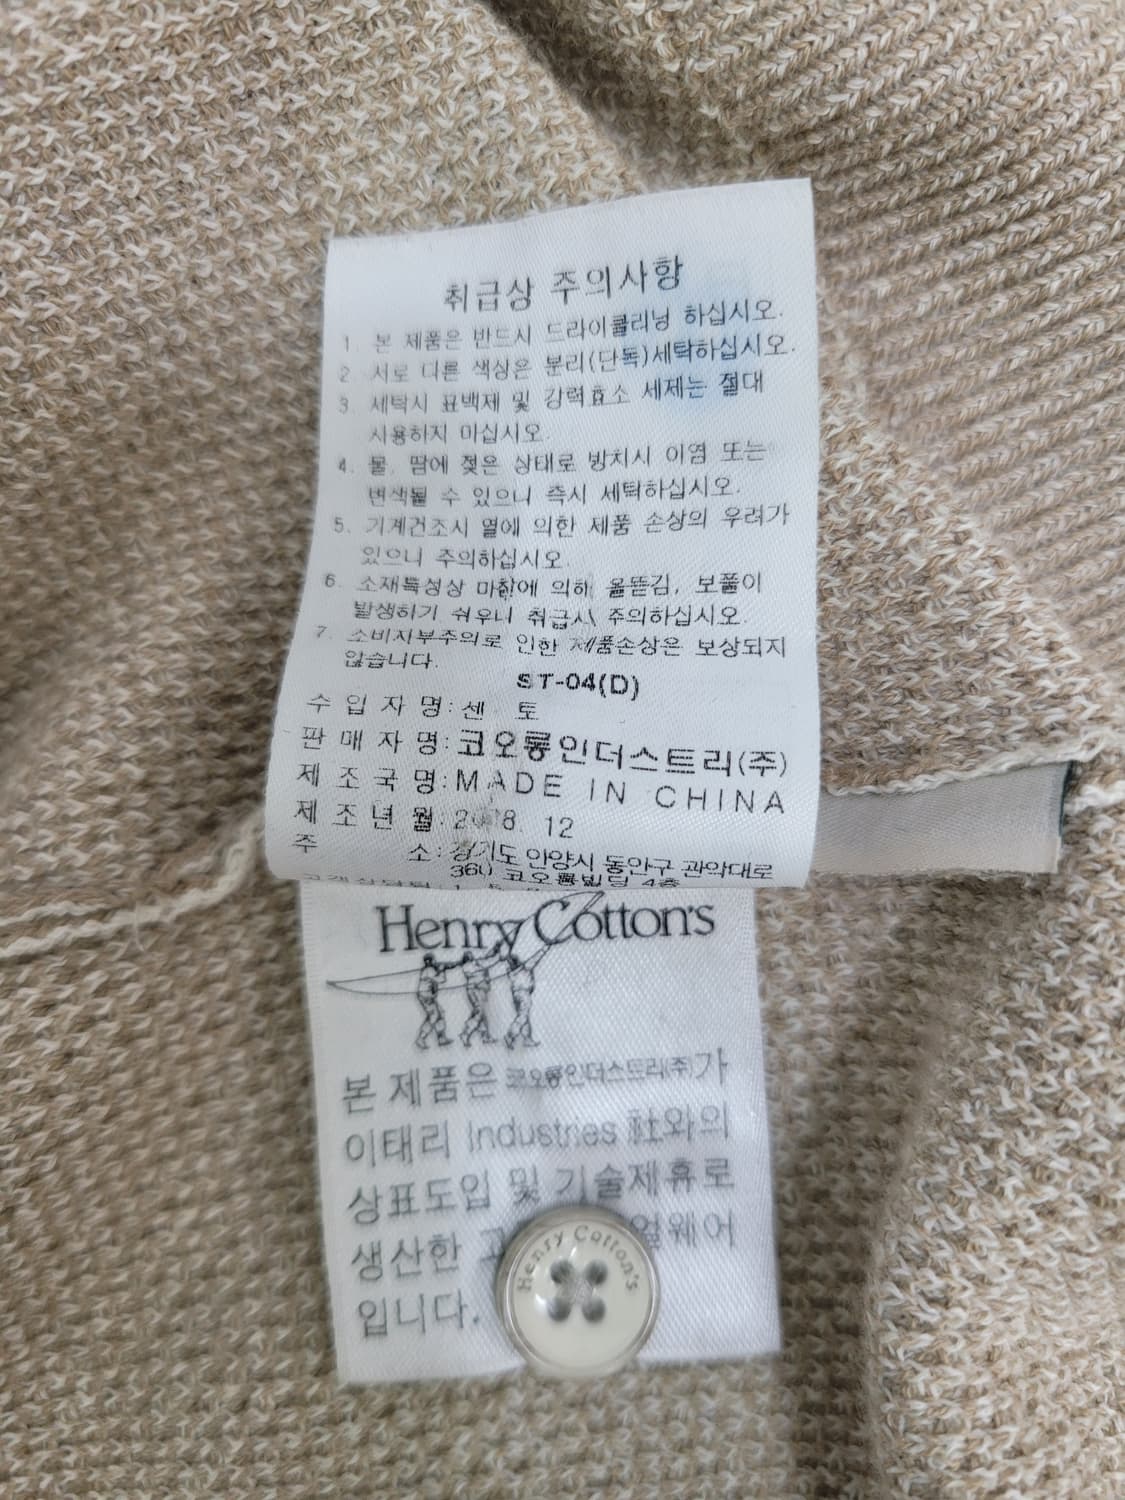 취급상 주의사항
1. 본 제품은 반드시 드라이클리닝 하십시오.
2. 서로 다른 색상은 분리(단독)세탁하십시오.
3. 세탁시 표백제 및 강력효소 세제는 절대
사용하지 마십시오.
4. 물, 땀에 젖은 상태로 방치시 이염 또는
변색될 수 있으니 즉시 세탁하십시오.
5. 기계건조시 열에 의한 제품 손상의 우려가
있으니 주의하십시오.
6. 소재특성상 마찰에 의해 올뜯김, 보풀이
발생하기 쉬우니 취급시 주의하십시오.
7. 소비자부주의로 인한 제품손상은 보상되지
않습니다.
ST-04(D)
수 입 자 명: 센 토
판 매 자 명: 코오롱인더스트리(주)
제 조 국 명: MADE IN CHINA
제 조 년 월: 2018. 12
주 소: 경기도 안양시 동안구 관악대로
360 코오롱빌딩 4층
Henry Cotton's
본 제품은 코오롱인더스트리(주)가
이태리 Industries 社와의
상표도입 및 기술제휴로
생산한
입니다.
Henry Cotton's